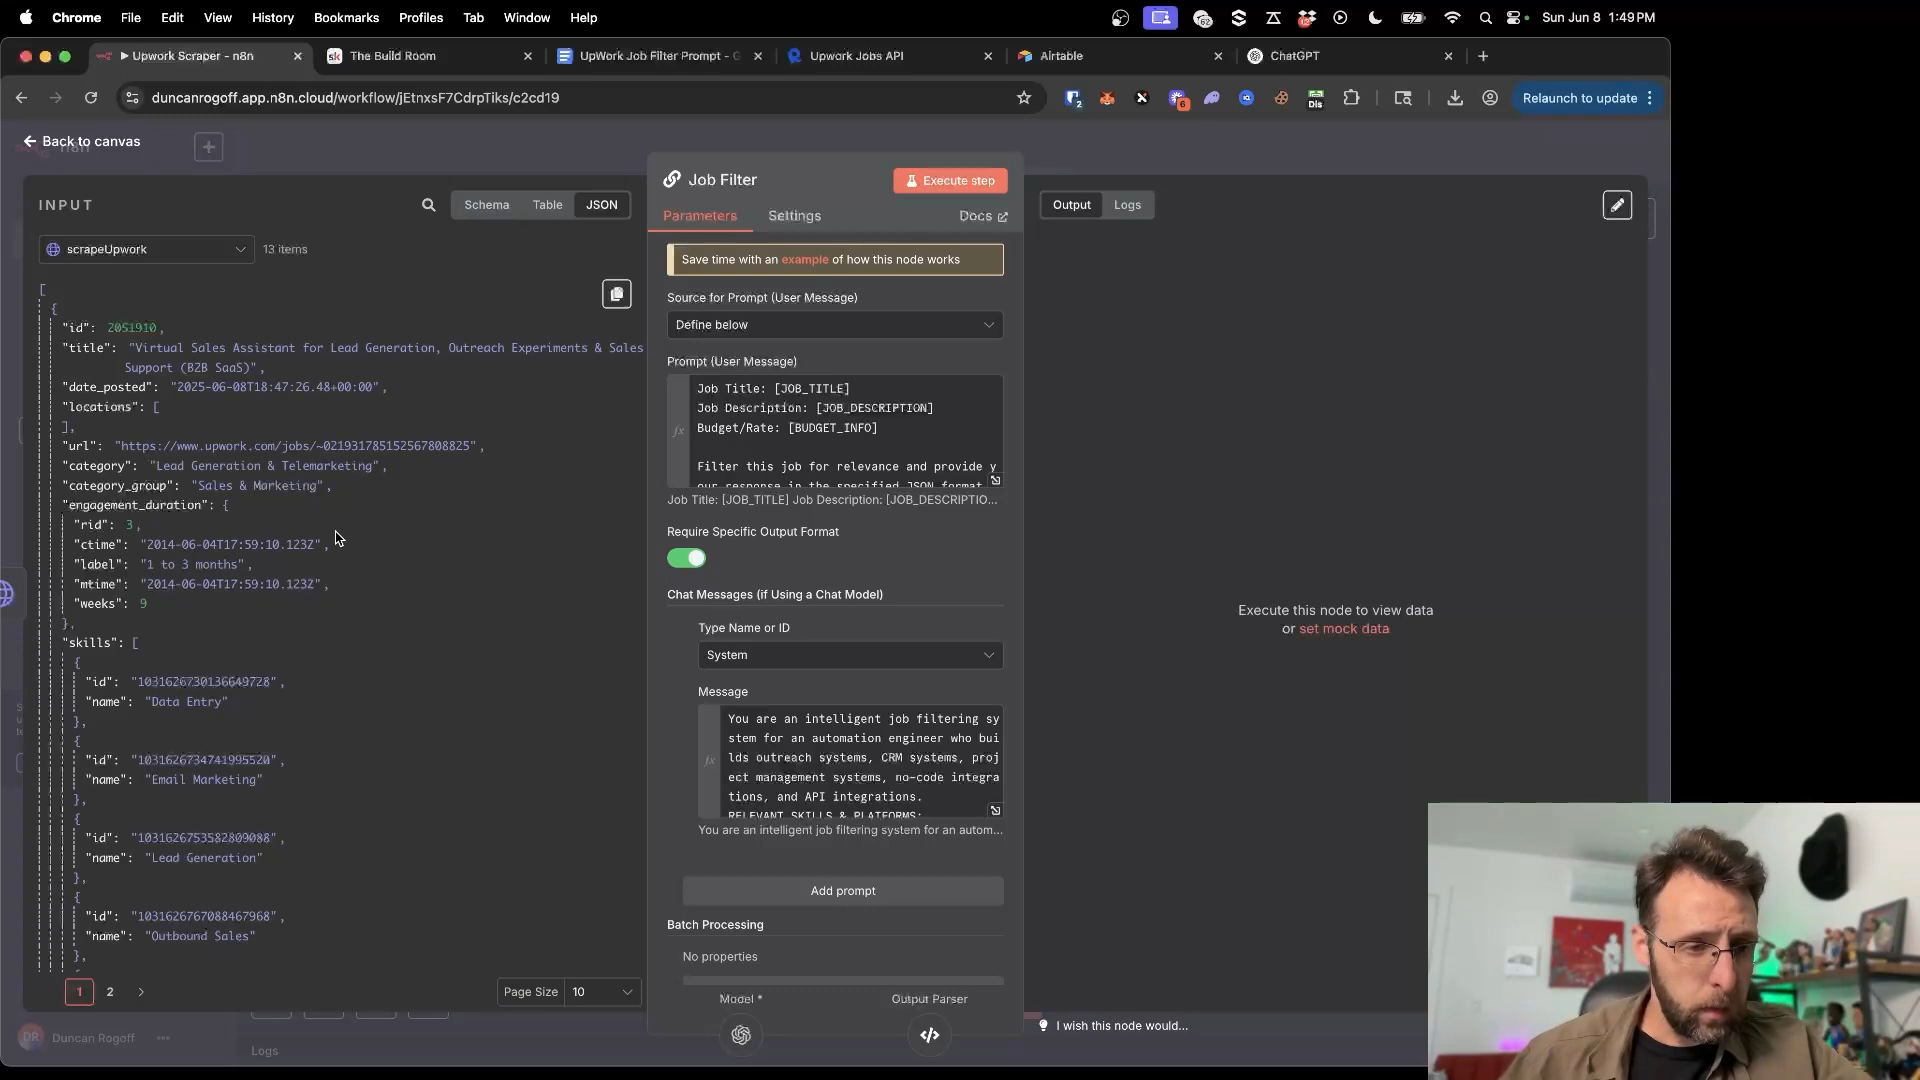 Chrome File Edit View History Bookmarks Profiles Tab Window Help
Sun Jun 8 1:49 PM
Upwork Scraper - n8n
The Build Room
UpWork Job Filter Prompt - G
Upwork Jobs API
Airtable
ChatGPT
duncanrogoff.app.n8n.cloud/workflow/jEtnxsF7CdrpTiks/c2cd19
Relaunch to update
Back to canvas
INPUT
Schema Table JSON
scrapeUpwork
13 items
[
{
"id": 2051910,
"title": "Virtual Sales Assistant for Lead Generation, Outreach Experiments & Sales
Support (B2B SaaS)",
"date_posted": "2025-06-08T18:47:26.48+00:00",
"locations": [
],
"url": "https://www.upwork.com/jobs/~021931785152567808825",
"category": "Lead Generation & Telemarketing",
"category_group": "Sales & Marketing",
"engagement_duration": {
"rid": 3,
"ctime": "2014-06-04T17:59:10.123Z",
"label": "1 to 3 months",
"mtime": "2014-06-04T17:59:10.123Z",
"weeks": 9
},
"skills": [
{
"id": "1031626730136649728",
"name": "Data Entry"
},
{
"id": "1031626734741995520",
"name": "Email Marketing"
},
{
"id": "1031626753582809088",
"name": "Lead Generation"
},
{
"id": "1031626767088467968",
"name": "Outbound Sales"
},
1 2
Page Size 10
Job Filter
Execute step
Parameters Settings Docs
Save time with an example of how this node works
Source for Prompt (User Message)
Define below
Prompt (User Message)
fx
Job Title: [JOB_TITLE]
Job Description: [JOB_DESCRIPTION]
Budget/Rate: [BUDGET_INFO]
Filter this job for relevance and provide y
our response in the specified JSON format
Job Title: [JOB_TITLE] Job Description: [JOB_DESCRIPTIO...
Require Specific Output Format
Chat Messages (if Using a Chat Model)
Type Name or ID
System
Message
fx
You are an intelligent job filtering sy
stem for an automation engineer who bui
lds outreach systems, CRM systems, proj
ect management systems, no-code integra
tions, and API integrations.
RELEVANT SKILLS & PLATFORMS:
You are an intelligent job filtering system for an autom...
Add prompt
Batch Processing
No properties
Model *
Output Parser
Output Logs
Execute this node to view data
or set mock data
I wish this node would...
DR Duncan Rogoff
Logs